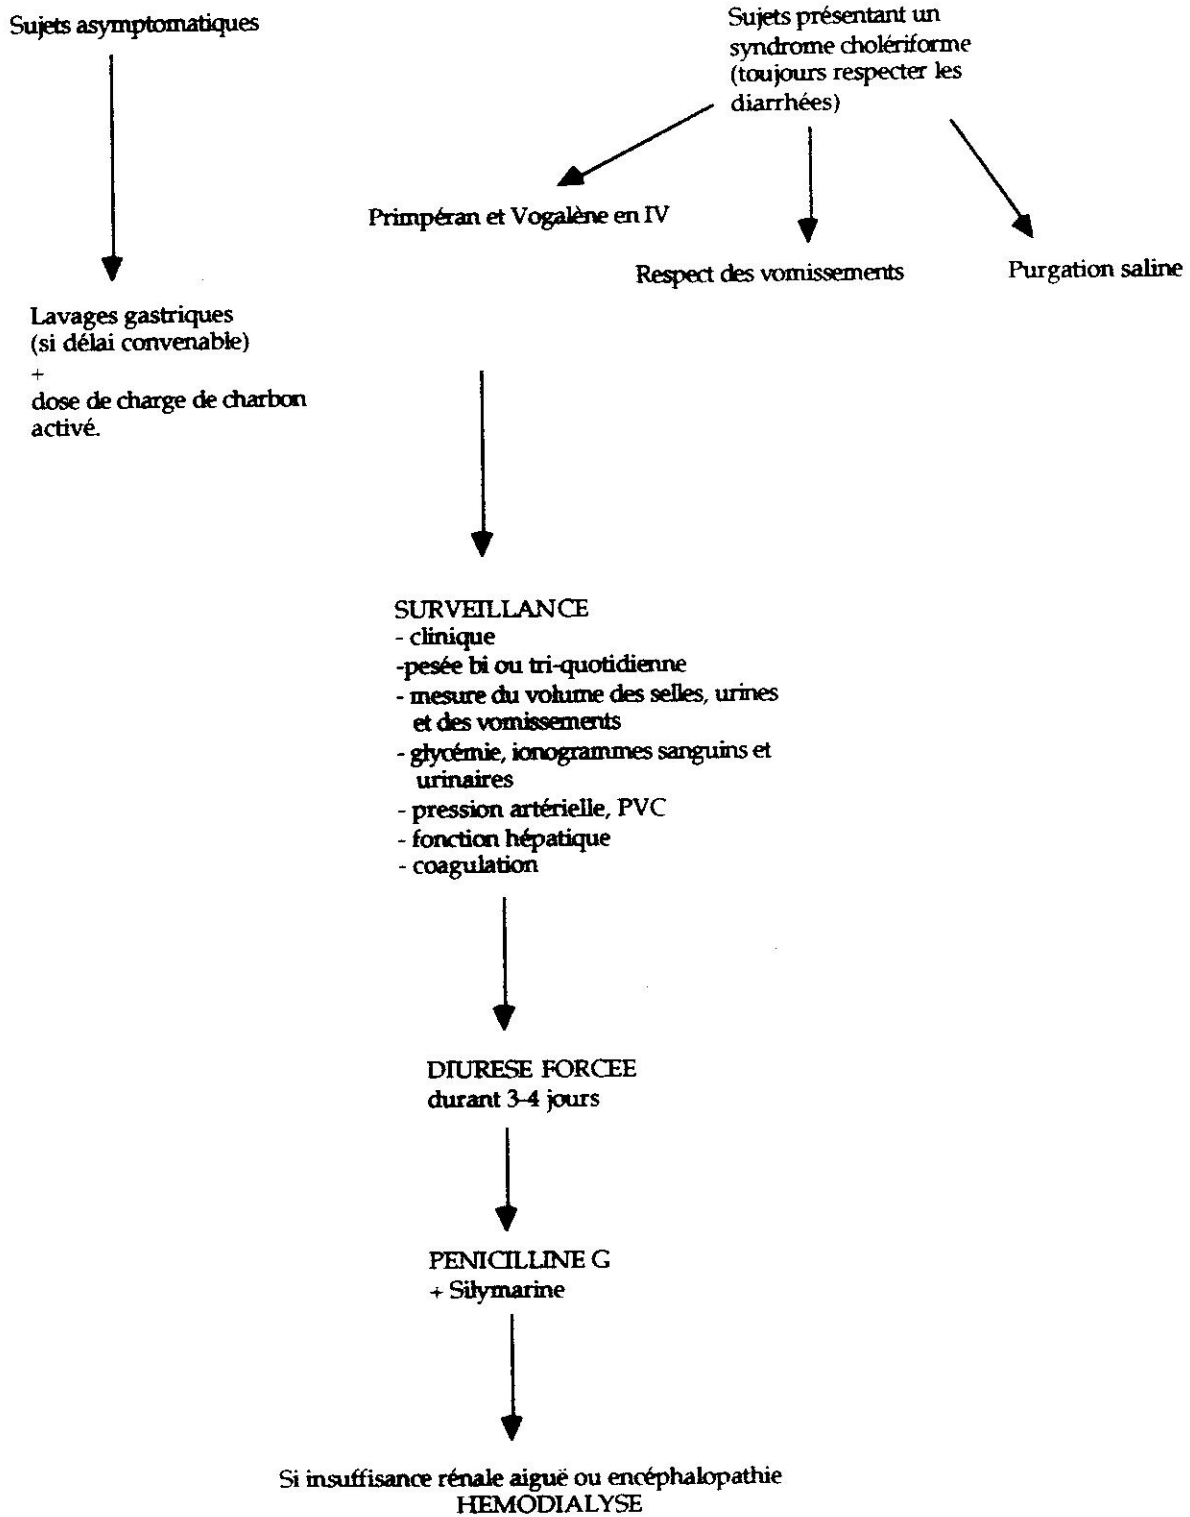 Sujets asymptomatiques
Sujets présentant un
syndrome cholériforme
(toujours respecter les
diarrhées)
Primpéran et Vogalène en IV
Respect des vomissements
Purgation saline
Lavages gastriques
(si délai convenable)
+
dose de charge de charbon
activé.
SURVEILLANCE
- clinique
-pesée bi ou tri-quotidienne
- mesure du volume des selles, urines
et des vomissements
- glycémie, ionogrammes sanguins et
urinaires
- pression artérielle, PVC
- fonction hépatique
- coagulation
DIURESE FORCEE
durant 3-4 jours
PENICILLINE G
+ Silymarine
Si insuffisance rénale aiguë ou encéphalopathie
HEMODIALYSE